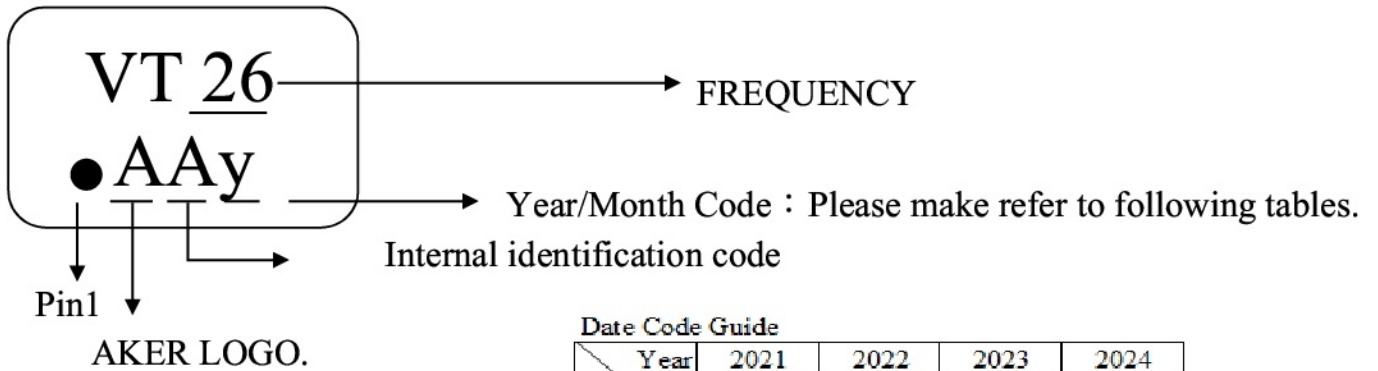 VT 26
FREQUENCY
AAy
Year/Month Code：Please make refer to following tables.
Internal identification code
Pin1
AKER LOGO.
Date Code Guide
Year 2021 2022 2023 2024